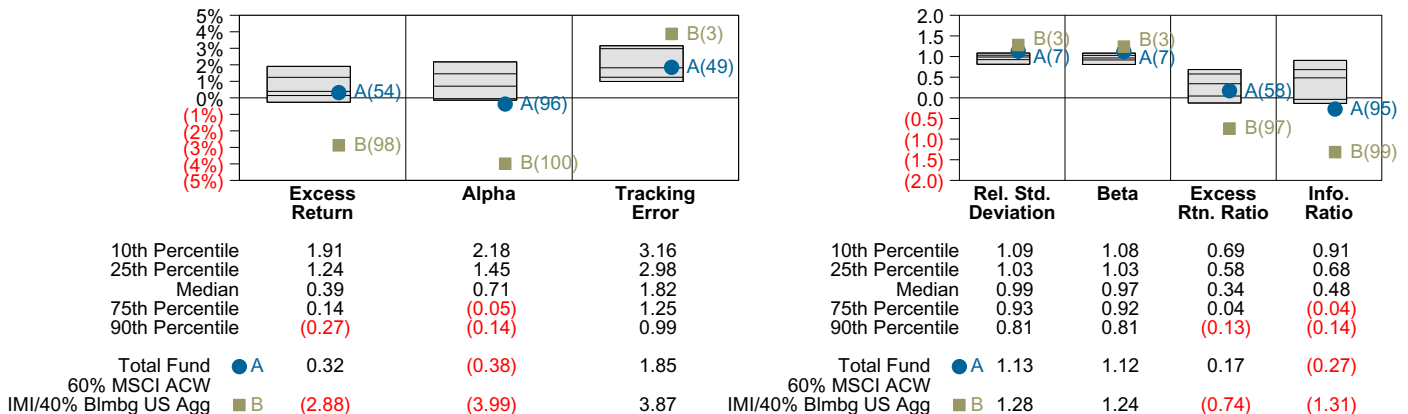 5%
4%
3%
2%
1%
0%
(1%)
(2%)
(3%)
(4%)
(5%)
A(54)
B(98)
A(96)
B(100)
B(3)
A(49)
Excess Return
Alpha
Tracking Error
10th Percentile 1.91 2.18 3.16
25th Percentile 1.24 1.45 2.98
Median 0.39 0.71 1.82
75th Percentile 0.14 (0.05) 1.25
90th Percentile (0.27) (0.14) 0.99
Total Fund A 0.32 (0.38) 1.85
60% MSCI ACW
IMI/40% Blmbg US Agg B (2.88) (3.99) 3.87
2.0
1.5
1.0
0.5
0.0
(0.5)
(1.0)
(1.5)
(2.0)
B(3)
A(7)
B(3)
A(7)
A(58)
B(97)
A(95)
B(99)
Rel. Std. Deviation
Beta
Excess Rtn. Ratio
Info. Ratio
10th Percentile 1.09 1.08 0.69 0.91
25th Percentile 1.03 1.03 0.58 0.68
Median 0.99 0.97 0.34 0.48
75th Percentile 0.93 0.92 0.04 (0.04)
90th Percentile 0.81 0.81 (0.13) (0.14)
Total Fund A 1.13 1.12 0.17 (0.27)
60% MSCI ACW
IMI/40% Blmbg US Agg B 1.28 1.24 (0.74) (1.31)